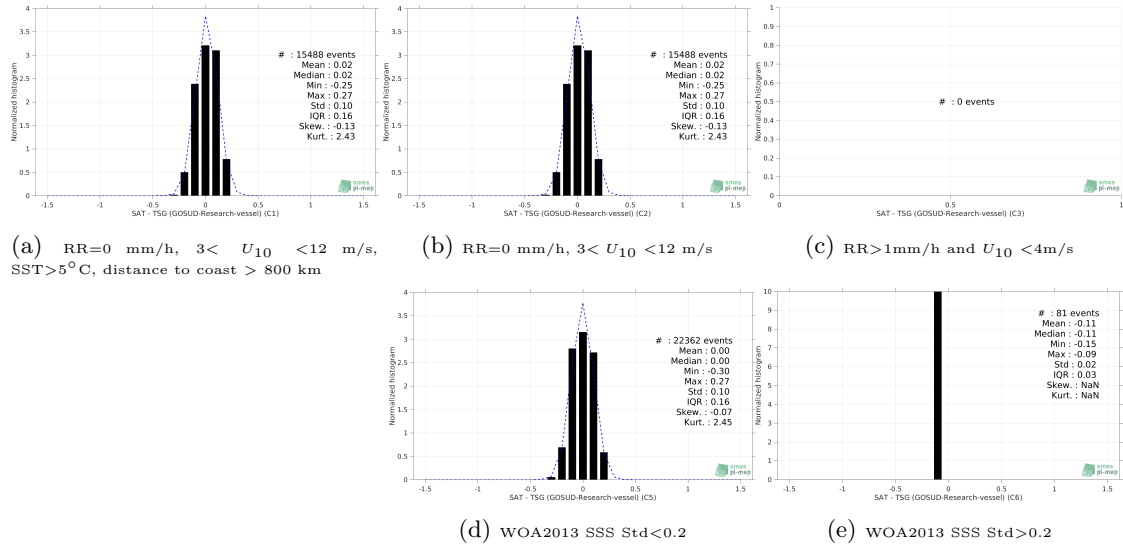 4
3.5
3
2.5
2
1.5
1
0.5
0
Normalized histogram
# : 15488 events
Mean : 0.02
Median : 0.02
Min : -0.25
Max : 0.27
Std : 0.10
IQR : 0.16
Skew. : -0.13
Kurt. : 2.43
smos
pi-mep
-1.5 -1 -0.5 0 0.5 1 1.5
SAT - TSG (GOSUD-Research-vessel) (C1)
(a) RR=0 mm/h, 3< U10 <12 m/s,
SST>5°C, distance to coast > 800 km
4
3.5
3
2.5
2
1.5
1
0.5
0
Normalized histogram
# : 15488 events
Mean : 0.02
Median : 0.02
Min : -0.25
Max : 0.27
Std : 0.10
IQR : 0.16
Skew. : -0.13
Kurt. : 2.43
smos
pi-mep
-1.5 -1 -0.5 0 0.5 1 1.5
SAT - TSG (GOSUD-Research-vessel) (C2)
(b) RR=0 mm/h, 3< U10 <12 m/s
1
0.9
0.8
0.7
0.6
0.5
0.4
0.3
0.2
0.1
0
Normalized histogram
# : 0 events
smos
pi-mep
0 0.5 1
SAT - TSG (GOSUD-Research-vessel) (C3)
(c) RR>1mm/h and U10 <4m/s
4
3.5
3
2.5
2
1.5
1
0.5
0
Normalized histogram
# : 22362 events
Mean : 0.00
Median : 0.00
Min : -0.30
Max : 0.27
Std : 0.10
IQR : 0.16
Skew. : -0.07
Kurt. : 2.45
smos
pi-mep
-1.5 -1 -0.5 0 0.5 1 1.5
SAT - TSG (GOSUD-Research-vessel) (C5)
(d) WOA2013 SSS Std<0.2
10
9
8
7
6
5
4
3
2
1
0
Normalized histogram
# : 81 events
Mean : -0.11
Median : -0.11
Min : -0.15
Max : -0.09
Std : 0.02
IQR : 0.03
Skew. : NaN
Kurt. : NaN
smos
pi-mep
-1.5 -1 -0.5 0 0.5 1 1.5
SAT - TSG (GOSUD-Research-vessel) (C6)
(e) WOA2013 SSS Std>0.2